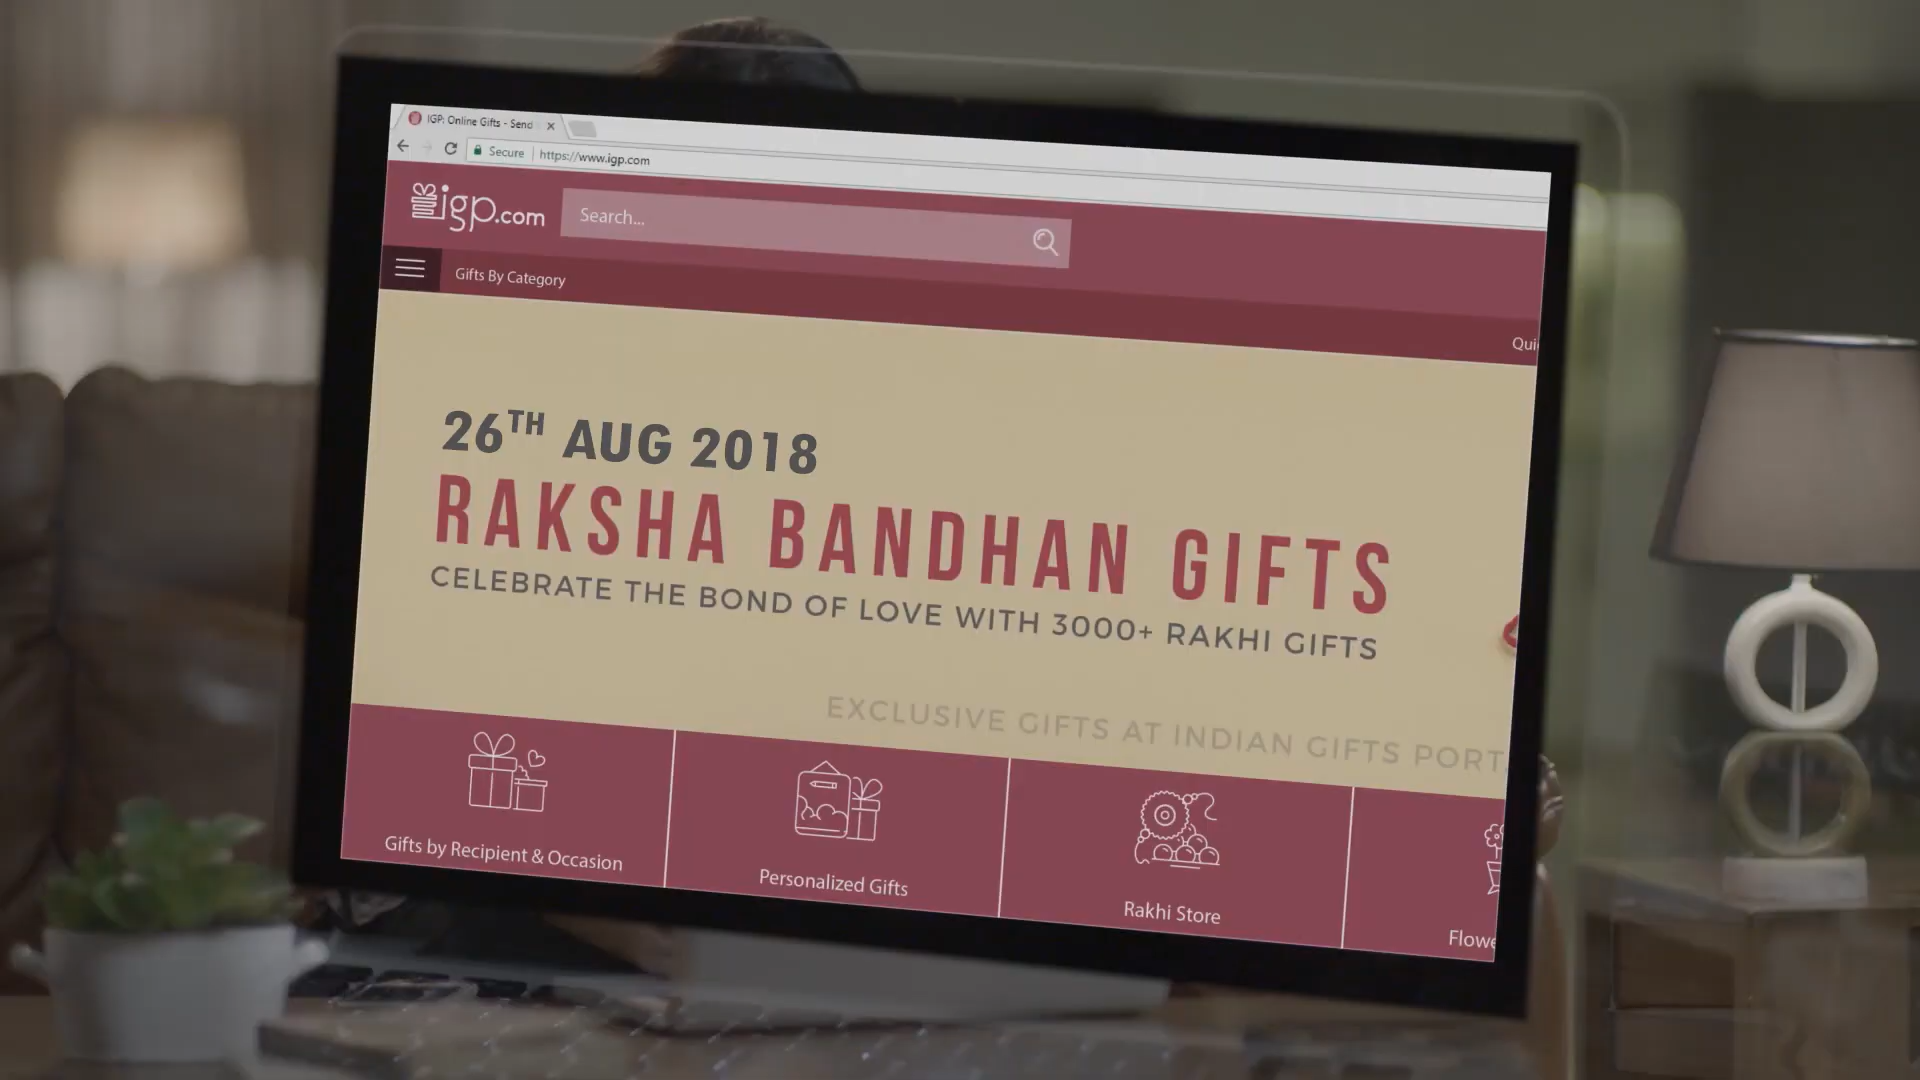 IGP: Online Gifts - Send
Secure
https://www.igp.com
igp.com
Search...
Gifts By Category
26TH AUG 2018
RAKSHA BANDHAN GIFTS
CELEBRATE THE BOND OF LOVE WITH 3000+ RAKHI GIFTS
EXCLUSIVE GIFTS AT INDIAN GIFTS
Gifts by Recipient & Occasion
Personalized Gifts
Rakhi Store